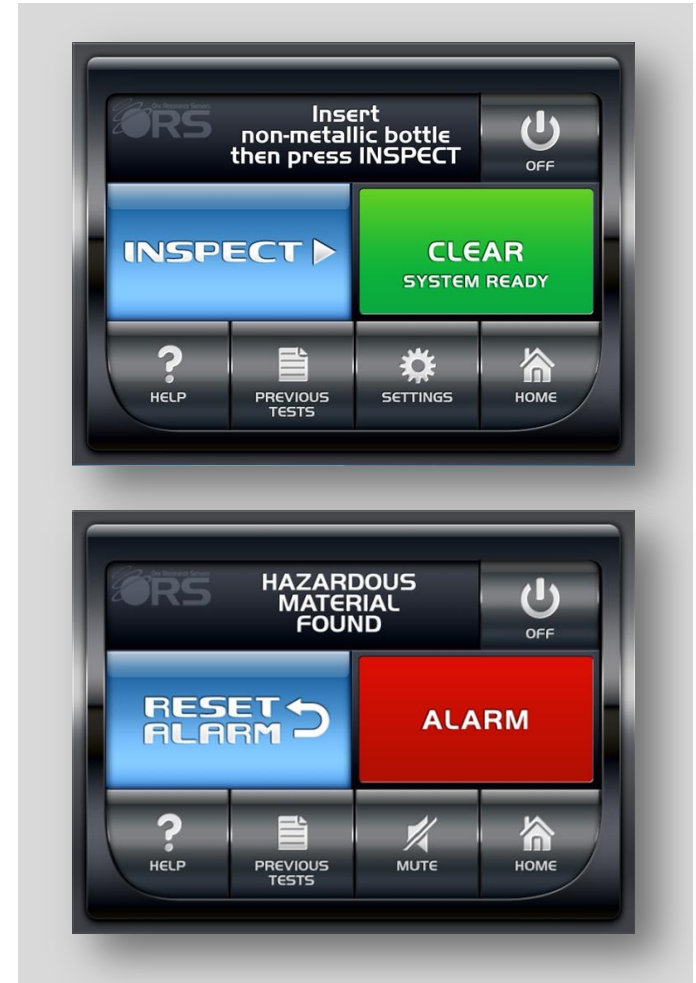 ORS
Insert
non-metallic bottle
then press INSPECT
OFF
INSPECT
CLEAR
SYSTEM READY
HELP
PREVIOUS
TESTS
SETTINGS
HOME
ORS
HAZARDOUS
MATERIAL
FOUND
OFF
RESET
ALARM
ALARM
HELP
PREVIOUS
TESTS
MUTE
HOME